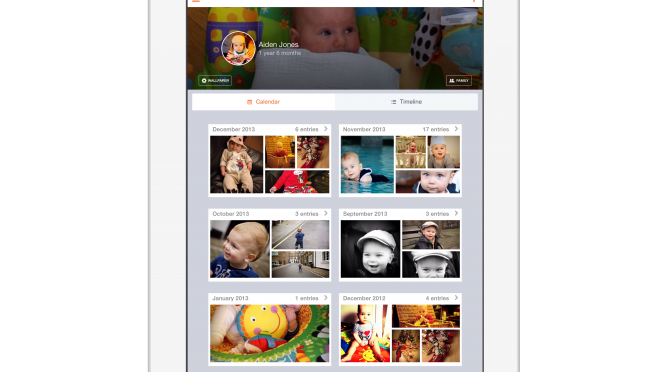 Aiden Jones
1 year 6 months
WALLPAPER
FAMILY
Calendar
Timeline
December 2013 6 entries
November 2013 17 entries
October 2013 3 entries
September 2013 3 entries
January 2013 1 entries
December 2012 4 entries